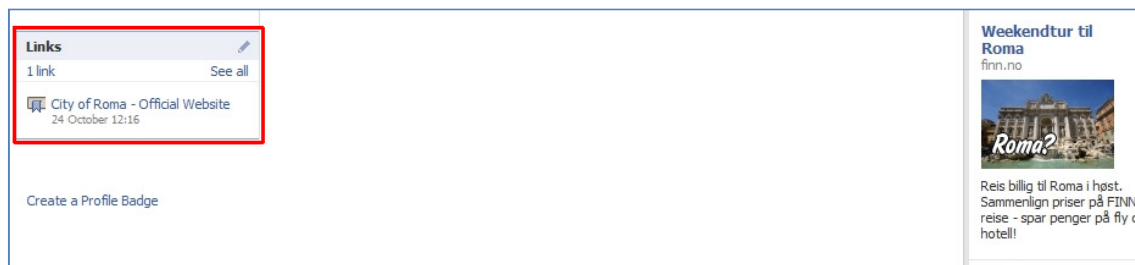 Links
1 link See all
City of Roma - Official Website
24 October 12:16
Create a Profile Badge
Weekendtur til
Roma
finn.no
Roma?
Reis billig til Roma i høst.
Sammenlign priser på FINN
reise - spar penger på fly
hotell!